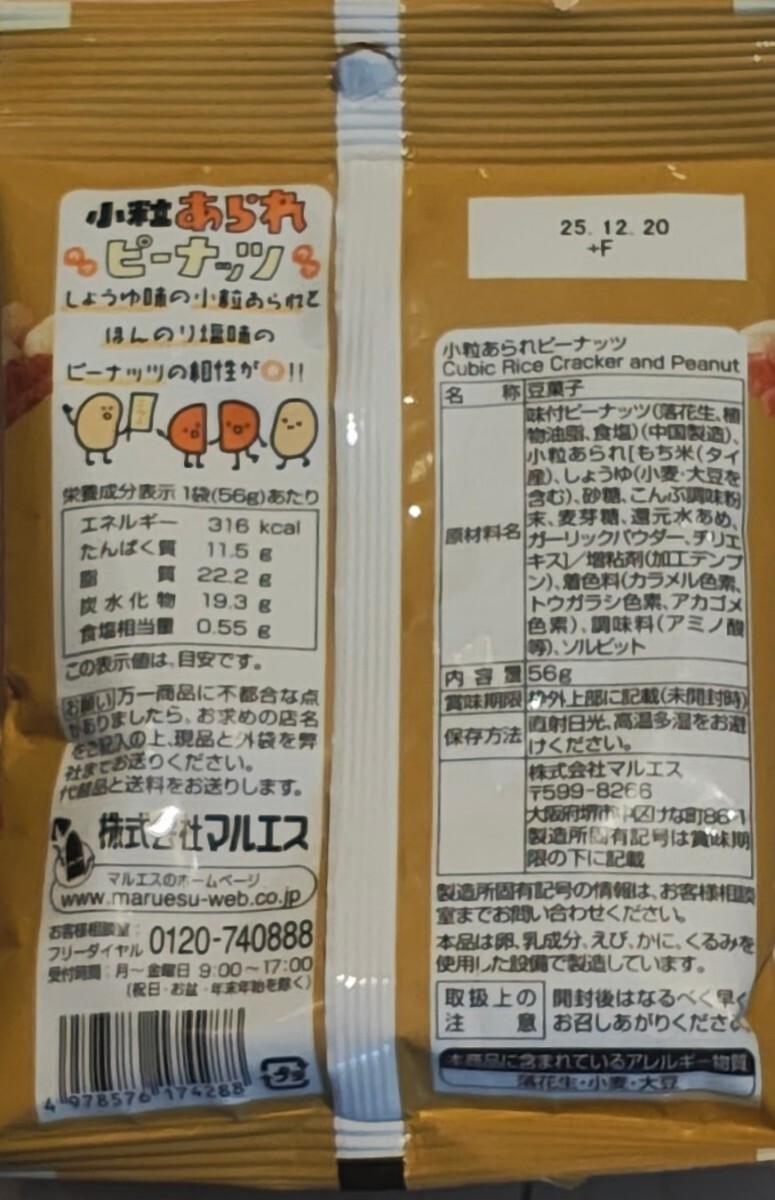 小粒あられ
ピーナッツ
しょうゆ味の小粒あられと
ほんのり塩味の
ピーナッツの相性が◎!!
栄養成分表示 1袋(56g)あたり
エネルギー 316 kcal
たんぱく質 11.5 g
脂質 22.2 g
炭水化物 19.3 g
食塩相当量 0.55 g
この表示値は、目安です。
お願い 万一商品に不都合な点
がありましたら、お求めの店名
をご記入の上、現品と外袋を弊
社までお送りください。
代替品と送料をお送りします。
株式会社マルエス
マルエスのホームページ
www.maruesu-web.co.jp
お客様相談室:
フリーダイヤル 0120-740888
受付時間:月~金曜日 9:00~17:00
(祝日・お盆・年末年始を除く)
4 978576 174288
プラ
25. 12. 20
+F
小粒あられピーナッツ
Cubic Rice Cracker and Peanut
名称 豆菓子
原材料名 味付ピーナッツ(落花生、植
物油脂、食塩)(中国製造)、
小粒あられ[もち米(タイ
産)、しょうゆ(小麦・大豆を
含む)、砂糖、こんぶ調味粉
末、麦芽糖、還元水あめ、
ガーリックパウダー、チリエ
キス]/増粘剤(加工デンプ
ン)、着色料(カラメル色素、
トウガラシ色素、アカゴメ
色素)、調味料(アミノ酸
等)、ソルビット
内容量 56g
賞味期限 枠外上部に記載(未開封時)
保存方法 直射日光、高温多湿をお避
けください。
株式会社マルエス
〒599-8266
大阪府堺市中区けな町86-1
製造所固有記号は賞味期
限の下に記載
製造所固有記号の情報は、お客様相談
室までお問い合わせください。
本品は卵、乳成分、えび、かに、くるみを
使用した設備で製造しています。
取扱上の注意 開封後はなるべく早く
お召しあがりください。
本商品に含まれているアレルギー物質
落花生・小麦・大豆